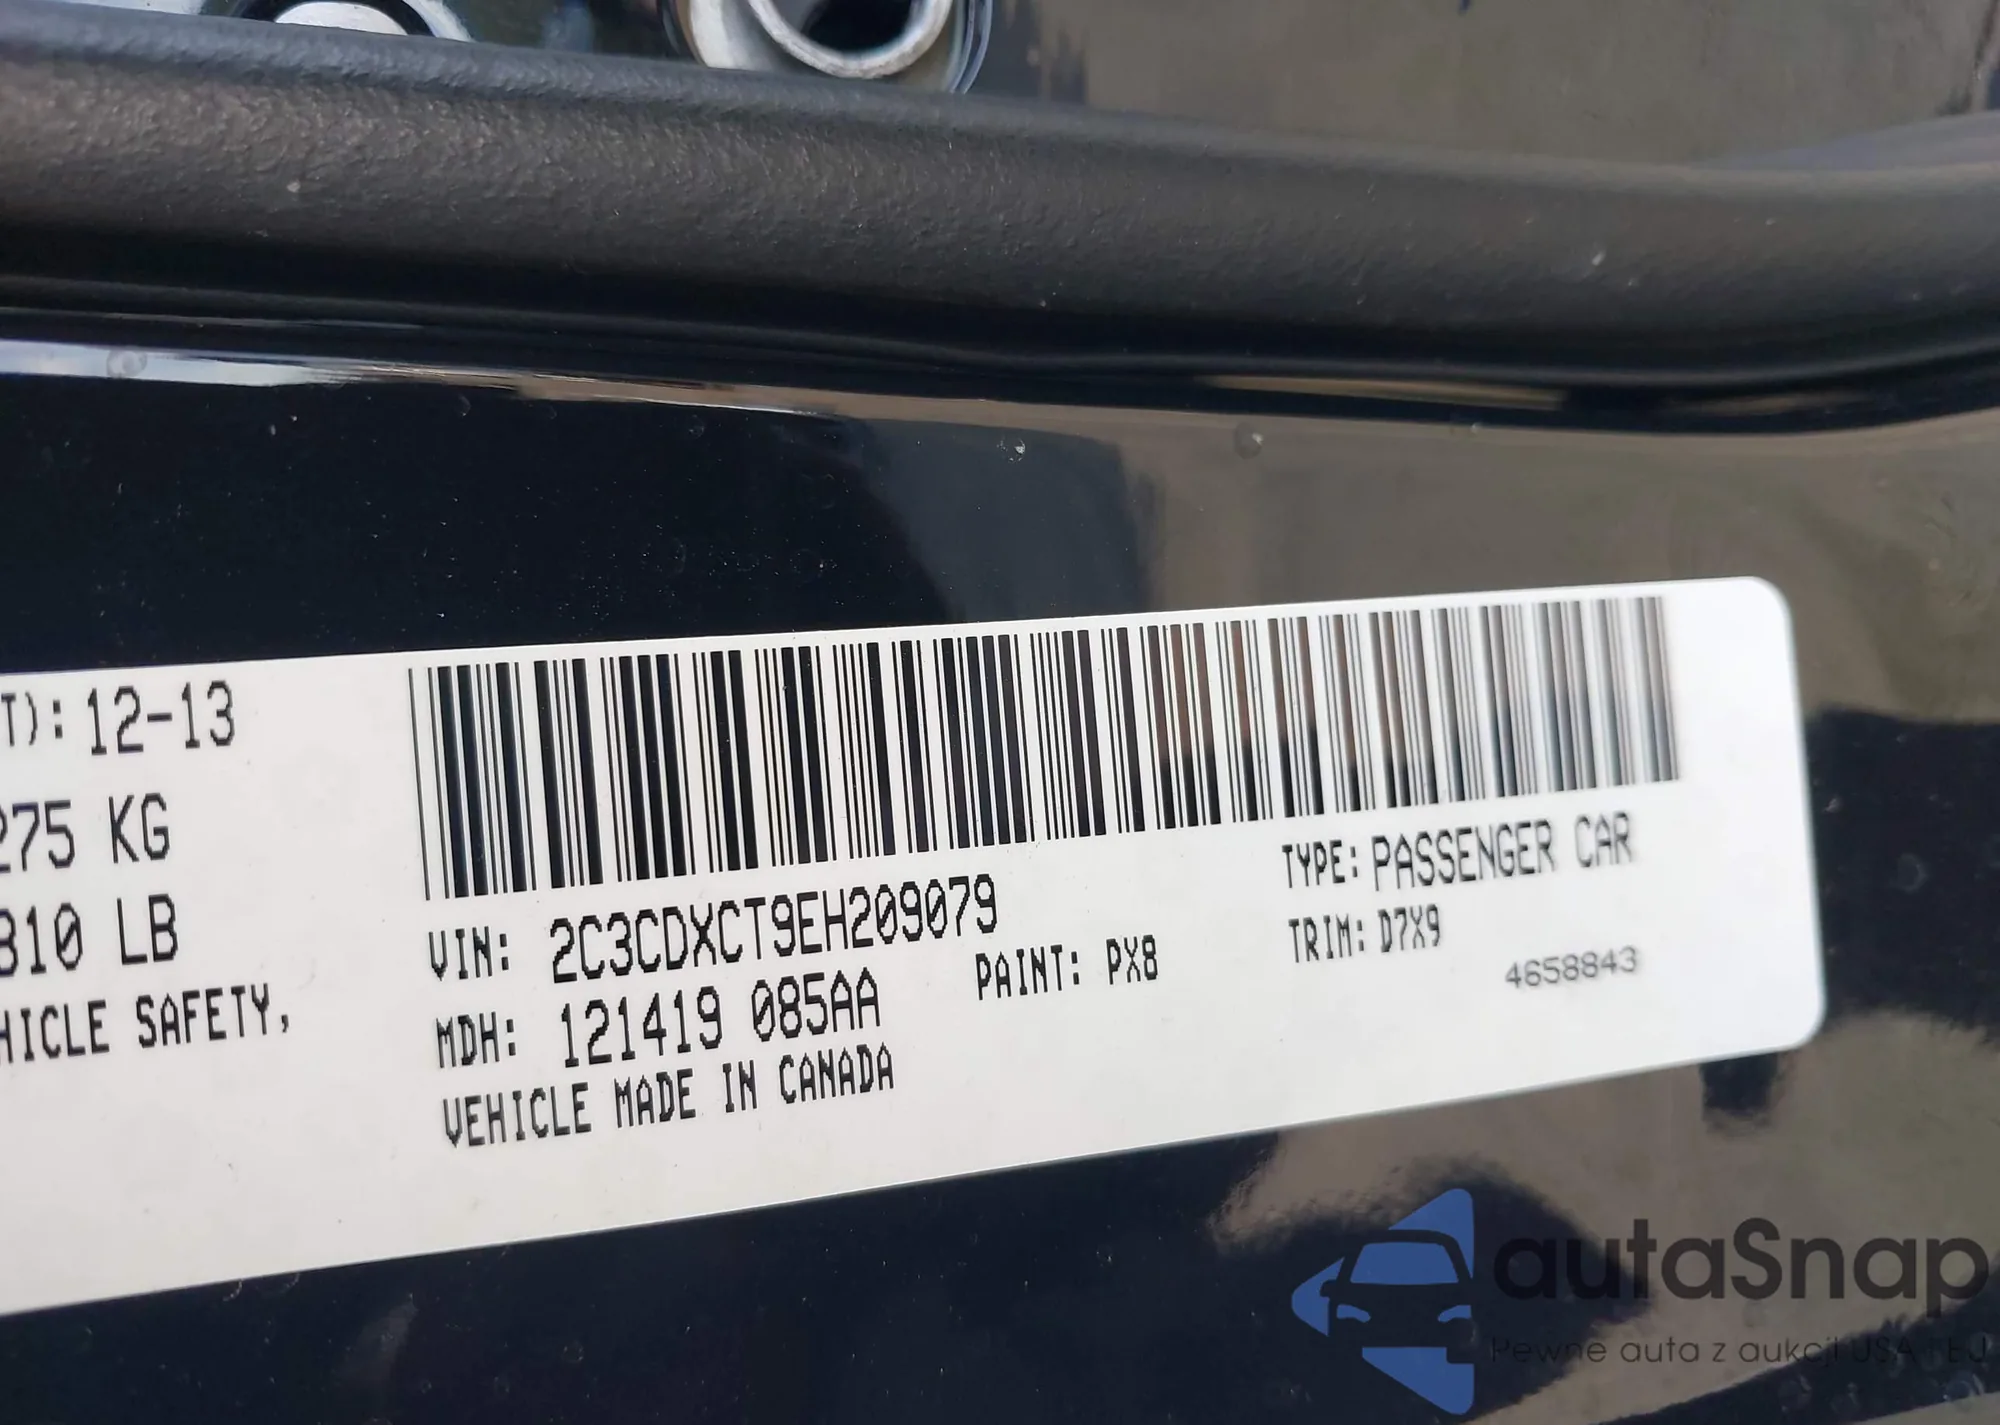 T): 12-13
275 KG
810 LB
HICLE SAFETY,
VIN: 2C3CDXCT9EH209079
MDH: 121419 085AA
PAINT: PX8
VEHICLE MADE IN CANADA
TYPE: PASSENGER CAR
TRIM: D7X9
4658843
autaSnap
Pewne auta z aukcji USA i EU